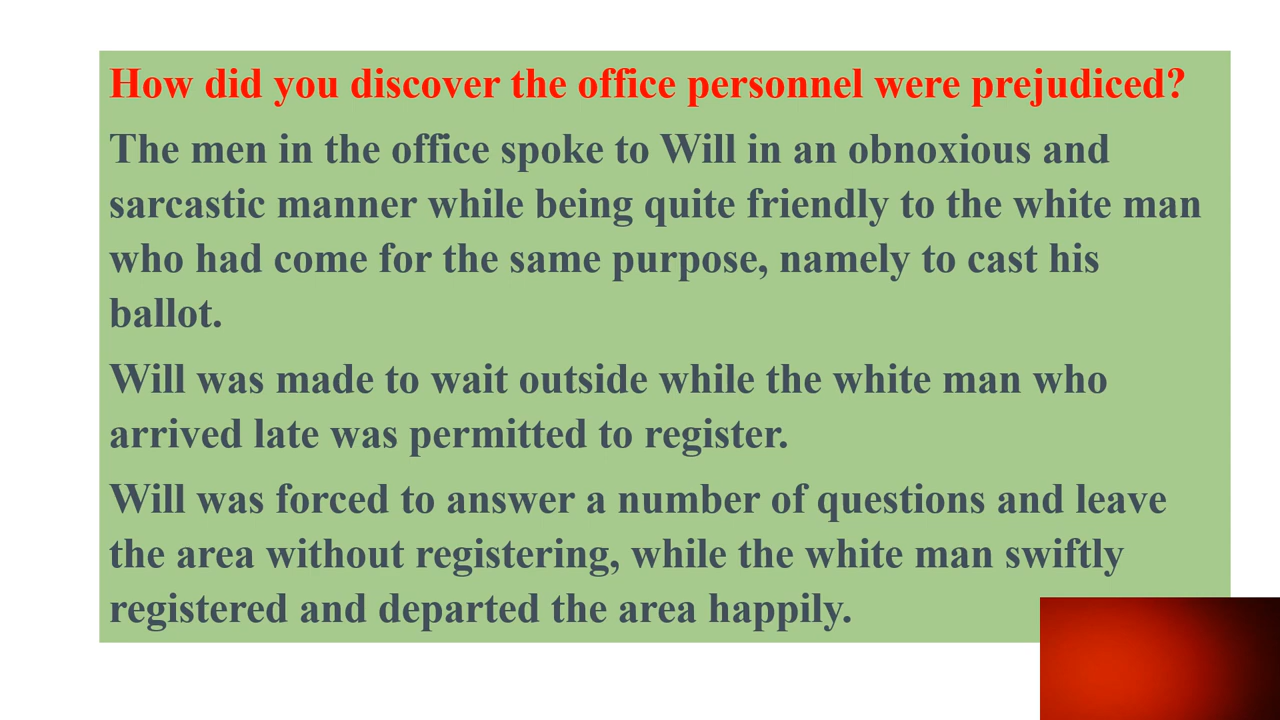 How did you discover the office personnel were prejudiced?
The men in the office spoke to Will in an obnoxious and
sarcastic manner while being quite friendly to the white man
who had come for the same purpose, namely to cast his
ballot.
Will was made to wait outside while the white man who
arrived late was permitted to register.
Will was forced to answer a number of questions and leave
the area without registering, while the white man swiftly
registered and departed the area happily.